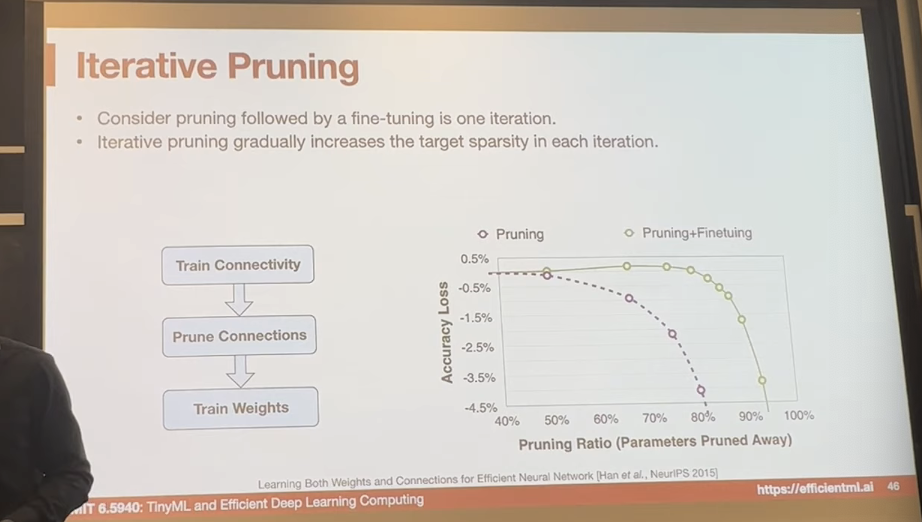 Iterative Pruning
• Consider pruning followed by a fine-tuning is one iteration.
• Iterative pruning gradually increases the target sparsity in each iteration.
Train Connectivity
Prune Connections
Train Weights
Pruning
Pruning+Finetuing
Accuracy Loss
0.5%
-0.5%
-1.5%
-2.5%
-3.5%
-4.5%
40% 50% 60% 70% 80% 90% 100%
Pruning Ratio (Parameters Pruned Away)
Learning Both Weights and Connections for Efficient Neural Network [Han et al., NeurIPS 2015]
MIT 6.5940: TinyML and Efficient Deep Learning Computing
https://efficientml.ai 46